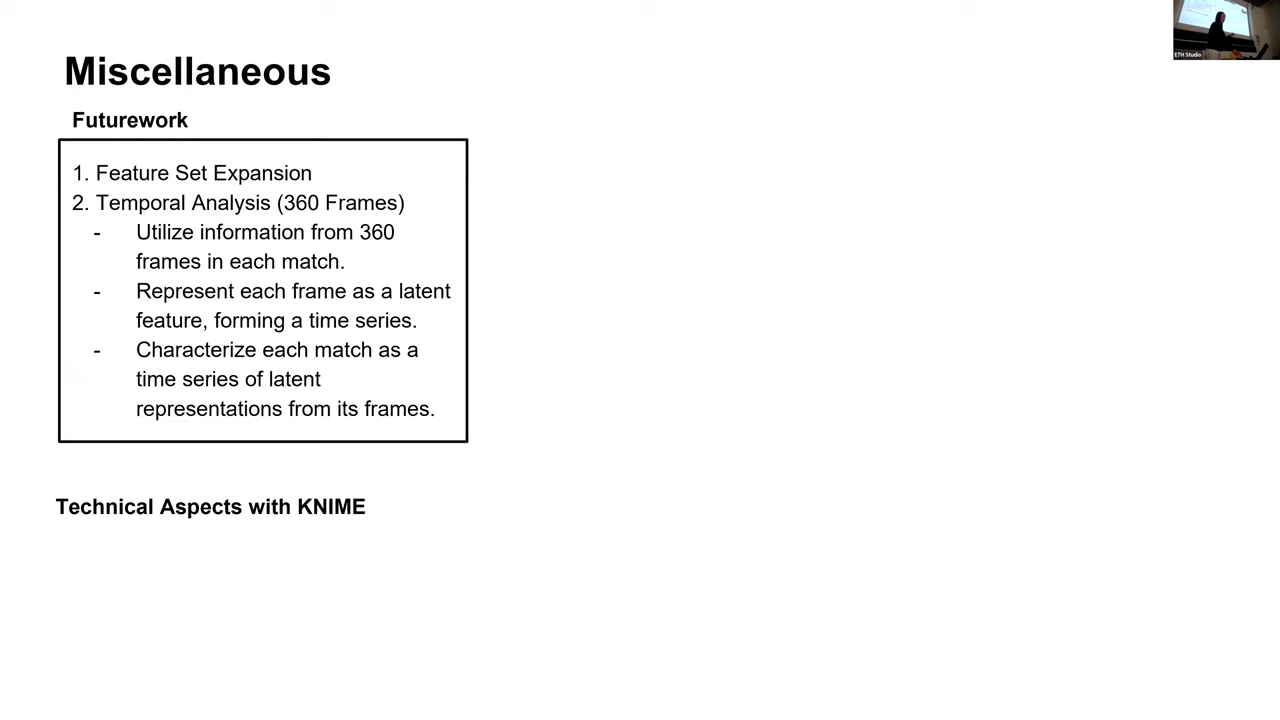 Miscellaneous
Futurework
1. Feature Set Expansion
2. Temporal Analysis (360 Frames)
- Utilize information from 360
frames in each match.
- Represent each frame as a latent
feature, forming a time series.
- Characterize each match as a
time series of latent
representations from its frames.
Technical Aspects with KNIME
ETH Studio